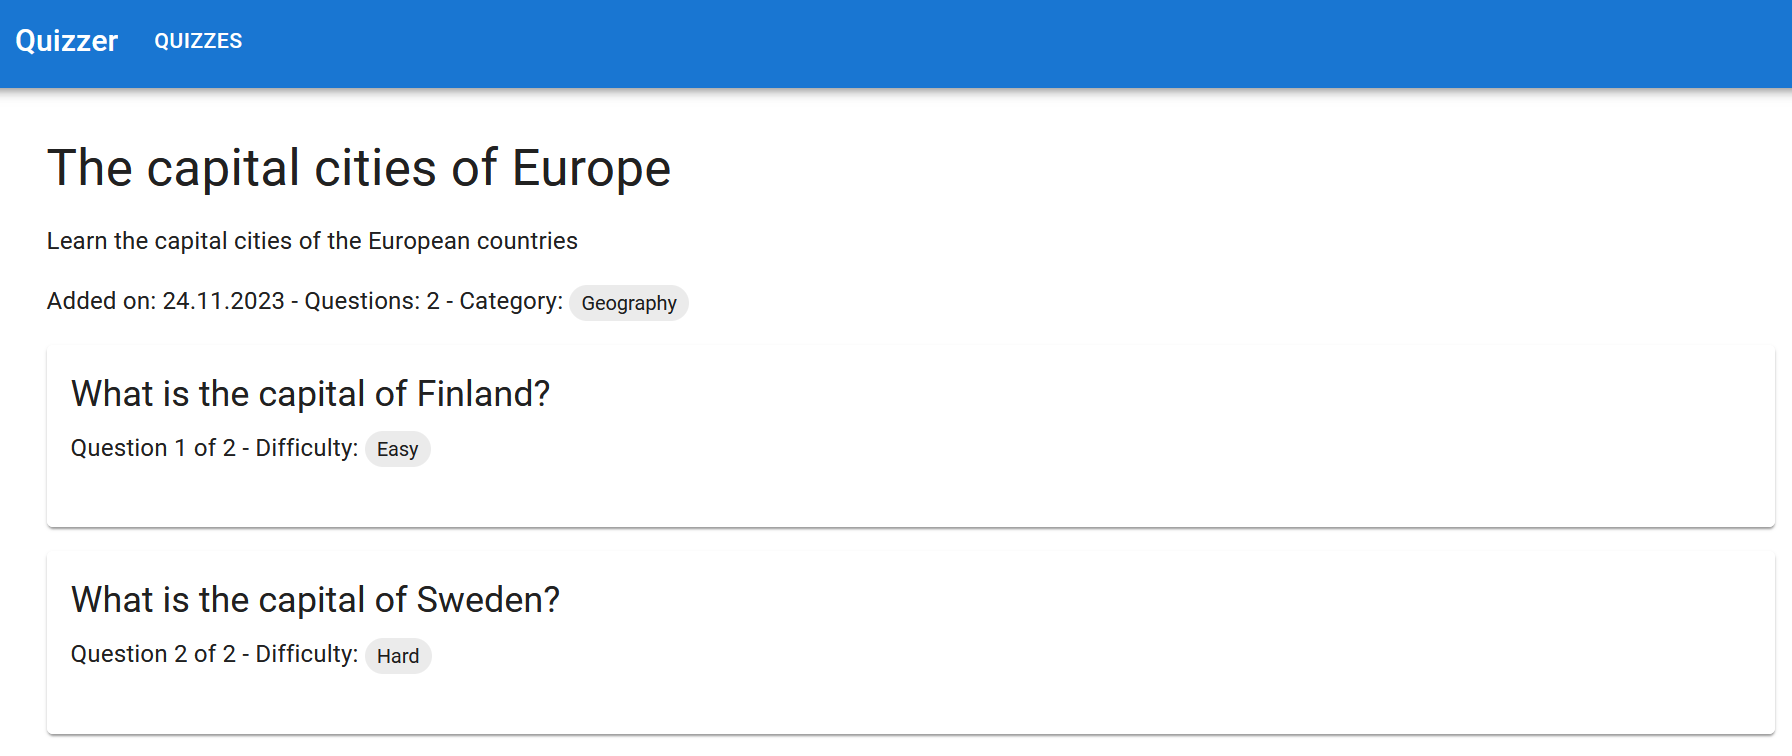 Quizzer QUIZZES
The capital cities of Europe
Learn the capital cities of the European countries
Added on: 24.11.2023 - Questions: 2 - Category: Geography
What is the capital of Finland?
Question 1 of 2 - Difficulty: Easy
What is the capital of Sweden?
Question 2 of 2 - Difficulty: Hard